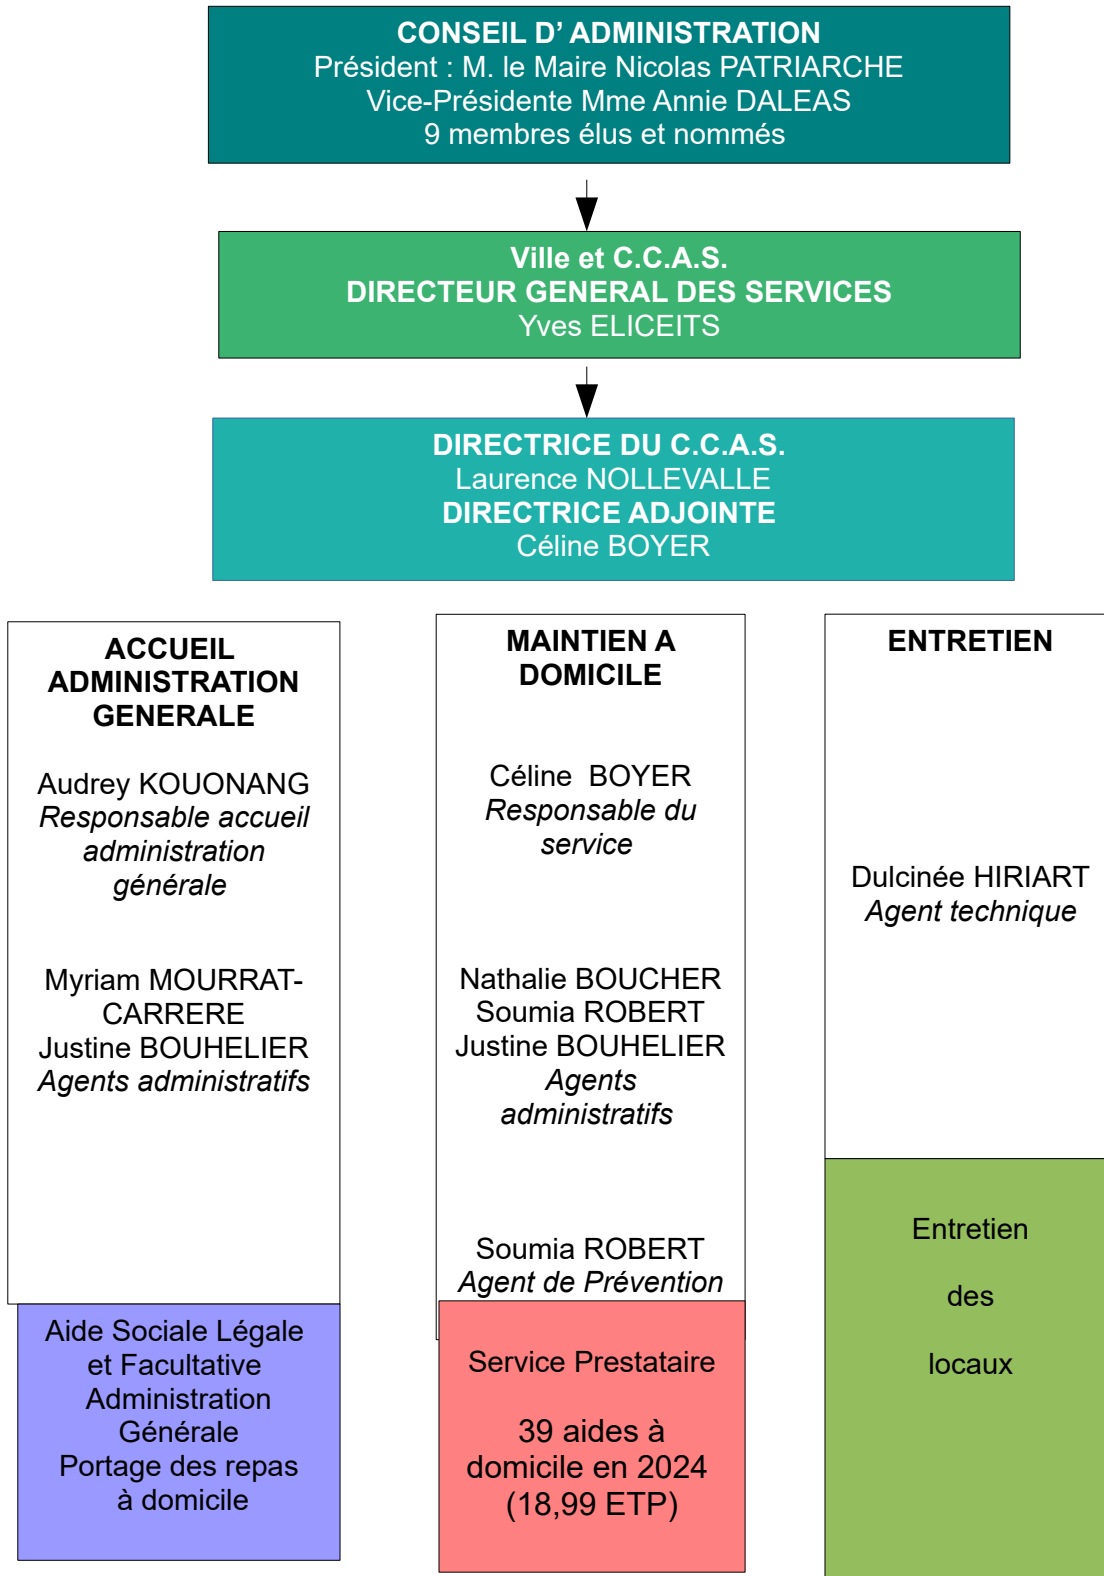 CONSEIL D’ ADMINISTRATION
Président : M. le Maire Nicolas PATRIARCHE
Vice-Présidente Mme Annie DALEAS
9 membres élus et nommés
Ville et C.C.A.S.
DIRECTEUR GENERAL DES SERVICES
Yves ELICEITS
DIRECTRICE DU C.C.A.S.
Laurence NOLLEVALLE
DIRECTRICE ADJOINTE
Céline BOYER
ACCUEIL
ADMINISTRATION
GENERALE
Audrey KOUONANG
Responsable accueil
administration
générale
Myriam MOURRAT-
CARRERE
Justine BOUHELIER
Agents administratifs
Aide Sociale Légale
et Facultative
Administration
Générale
Portage des repas
à domicile
MAINTIEN A
DOMICILE
Céline BOYER
Responsable du
service
Nathalie BOUCHER
Soumia ROBERT
Justine BOUHELIER
Agents
administratifs
Soumia ROBERT
Agent de Prévention
Service Prestataire
39 aides à
domicile en 2024
(18,99 ETP)
ENTRETIEN
Dulcinée HIRIART
Agent technique
Entretien
des
locaux